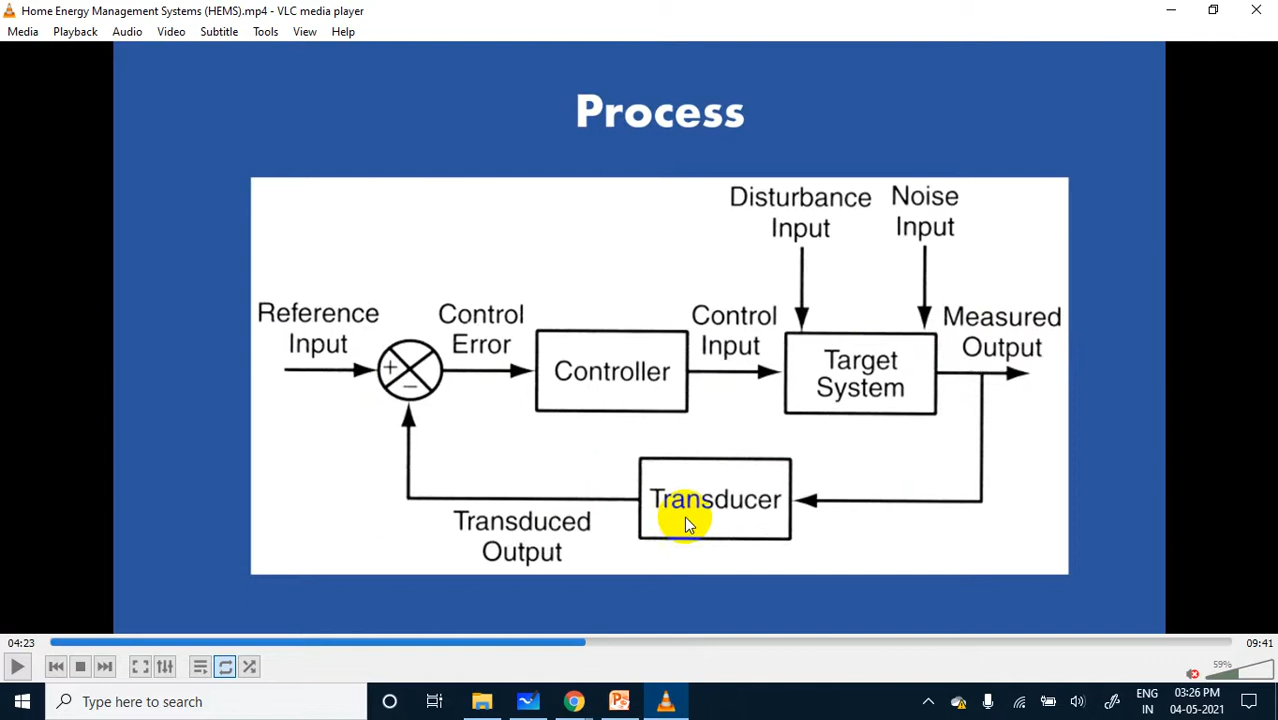 Home Energy Management Systems (HEMS).mp4 - VLC media player
Media Playback Audio Video Subtitle Tools View Help
Process
Disturbance
Input
Noise
Input
Reference
Input
Control
Error
Control
Input
Measured
Output
+
−
Controller
Target
System
Transducer
Transduced
Output
04:23
09:41
59%
Type here to search
ENG
IN
03:26 PM
04-05-2021